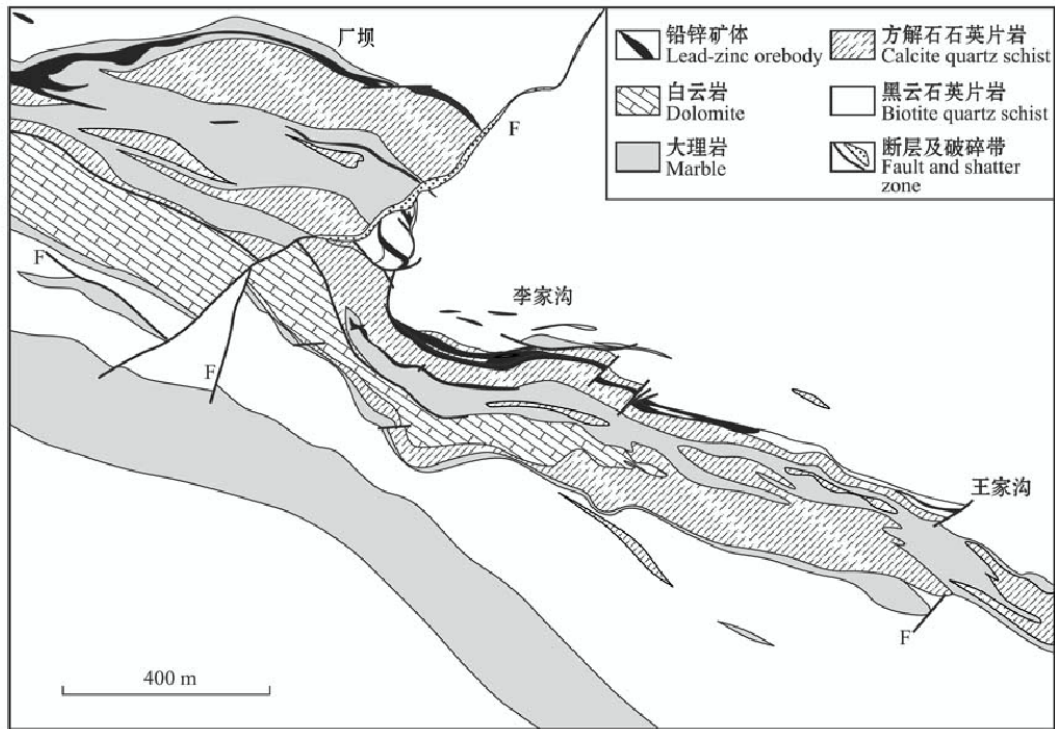 厂坝
铅锌矿体
Lead-zinc orebody
方解石石英片岩
Calcite quartz schist
白云岩
Dolomite
黑云石英片岩
Biotite quartz schist
大理岩
Marble
断层及破碎带
Fault and shatter
zone
F
F
李家沟
F
王家沟
F
400 m